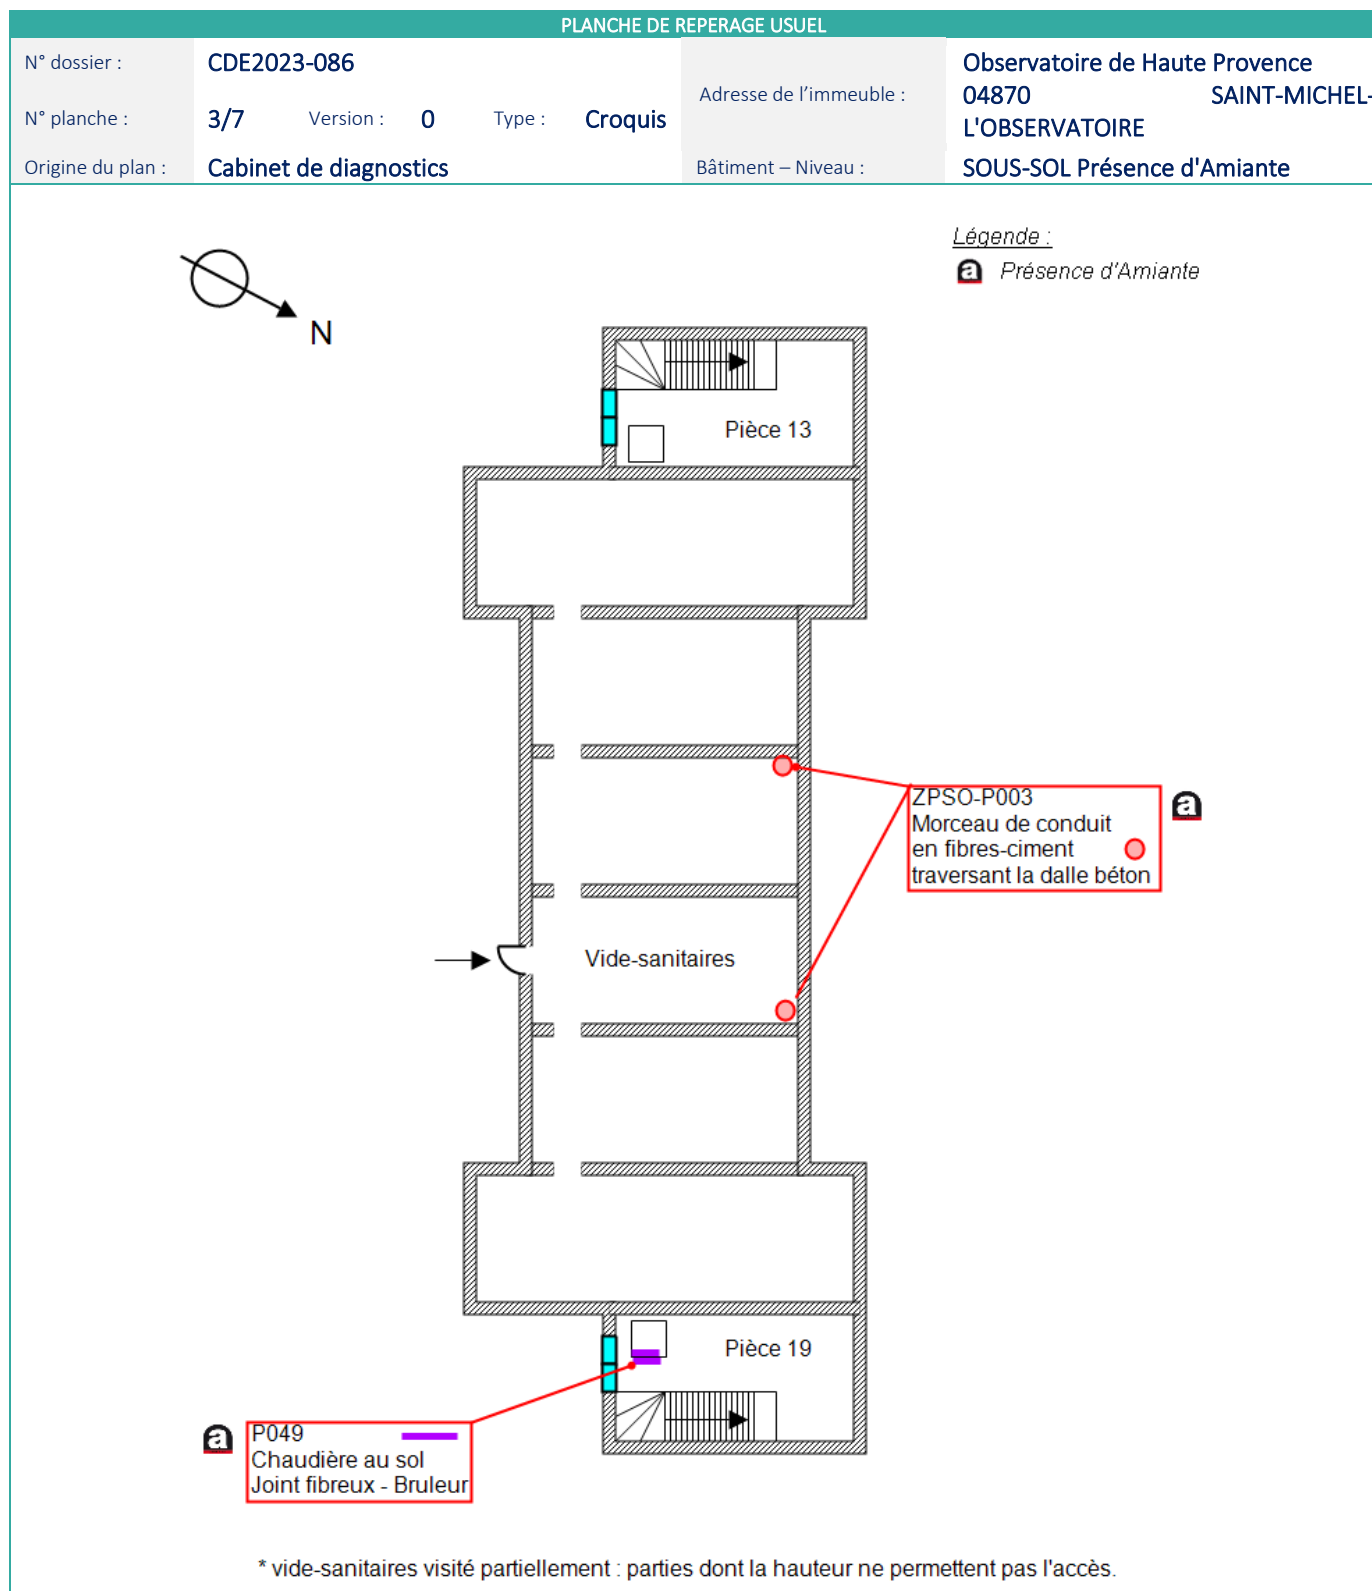 PLANCHE DE REPERAGE USUEL
N° dossier : CDE2023-086
N° planche : 3/7 Version : 0 Type : Croquis
Origine du plan : Cabinet de diagnostics
Adresse de l'immeuble :
Observatoire de Haute Provence
04870 SAINT-MICHEL-
L'OBSERVATOIRE
Bâtiment – Niveau : SOUS-SOL Présence d'Amiante
Légende :
a Présence d'Amiante
N
Pièce 13
ZPSO-P003
Morceau de conduit
en fibres-ciment
traversant la dalle béton
a
Vide-sanitaires
Pièce 19
a
P049
Chaudière au sol
Joint fibreux - Bruleur
* vide-sanitaires visité partiellement : parties dont la hauteur ne permettent pas l'accès.